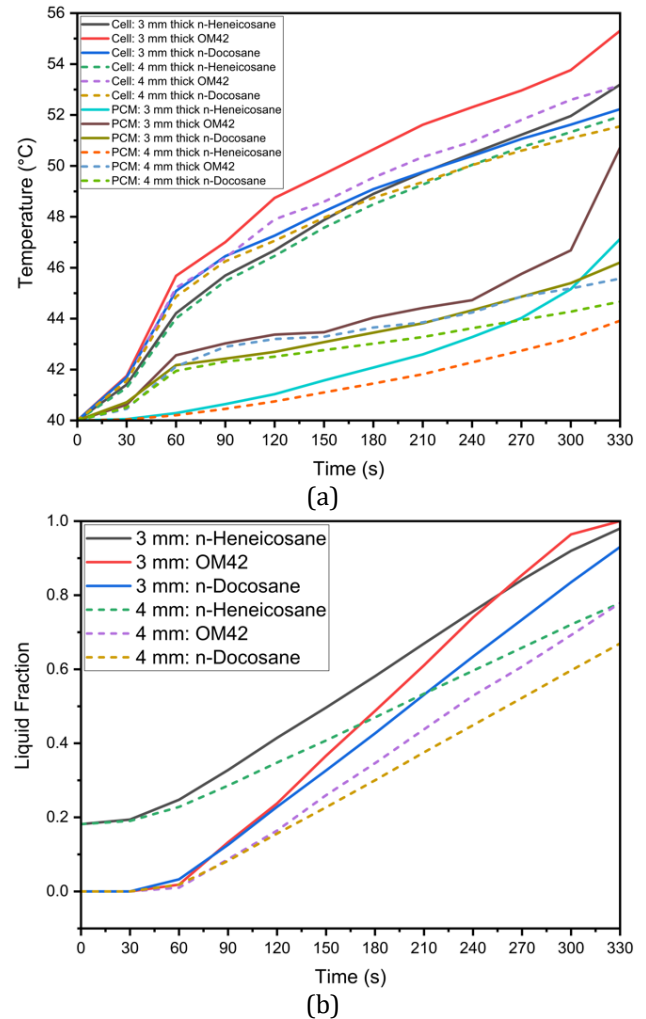 56
54
52
50
48
46
44
42
40
Temperature (°C)
Cell: 3 mm thick n-Heneicosane
Cell: 3 mm thick OM42
Cell: 3 mm thick n-Docosane
Cell: 4 mm thick n-Heneicosane
Cell: 4 mm thick OM42
Cell: 4 mm thick n-Docosane
PCM: 3 mm thick n-Heneicosane
PCM: 3 mm thick OM42
PCM: 3 mm thick n-Docosane
PCM: 4 mm thick n-Heneicosane
PCM: 4 mm thick OM42
PCM: 4 mm thick n-Docosane
0 30 60 90 120 150 180 210 240 270 300 330
Time (s)
(a)
1.0
0.8
0.6
0.4
0.2
0.0
Liquid Fraction
3 mm: n-Heneicosane
3 mm: OM42
3 mm: n-Docosane
4 mm: n-Heneicosane
4 mm: OM42
4 mm: n-Docosane
0 30 60 90 120 150 180 210 240 270 300 330
Time (s)
(b)